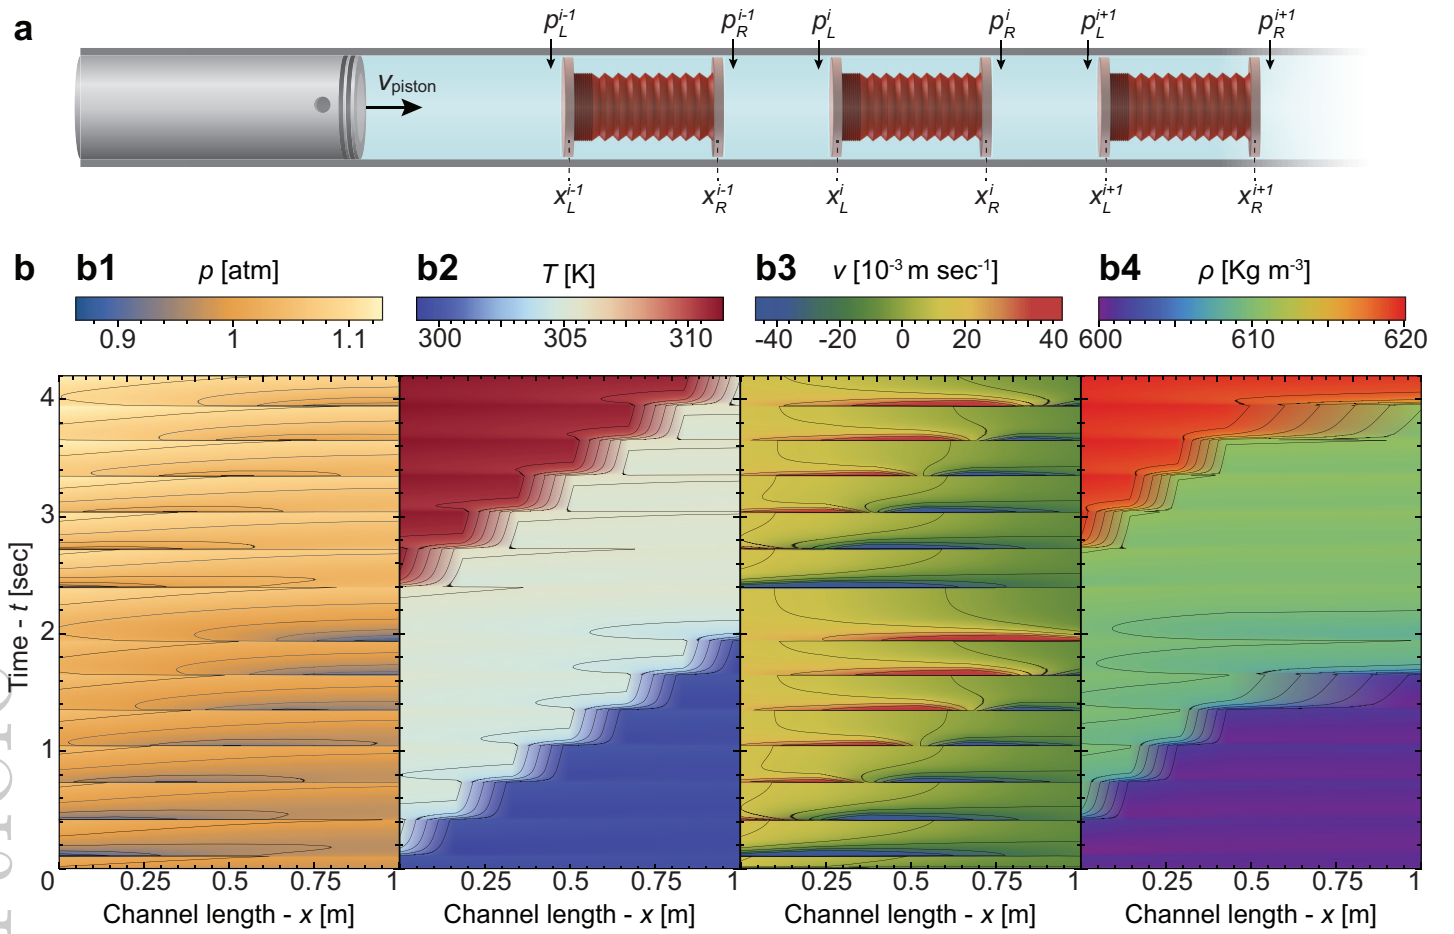 a
p_L^{i-1} p_R^{i-1} p_L^{i} p_R^{i} p_L^{i+1} p_R^{i+1}
v_piston
x_L^{i-1} x_R^{i-1} x_L^{i} x_R^{i} x_L^{i+1} x_R^{i+1}
b b1 p [atm] b2 T [K] b3 v [10⁻³ m sec⁻¹] b4 ρ [Kg m⁻³]
0.9 1 1.1 300 305 310 -40 -20 0 20 40 600 610 620
4
3
2
1
Time - t [sec]
0 0.25 0.5 0.75 1 0.25 0.5 0.75 1 0.25 0.5 0.75 1 0.25 0.5 0.75 1
Channel length - x [m] Channel length - x [m] Channel length - x [m] Channel length - x [m]